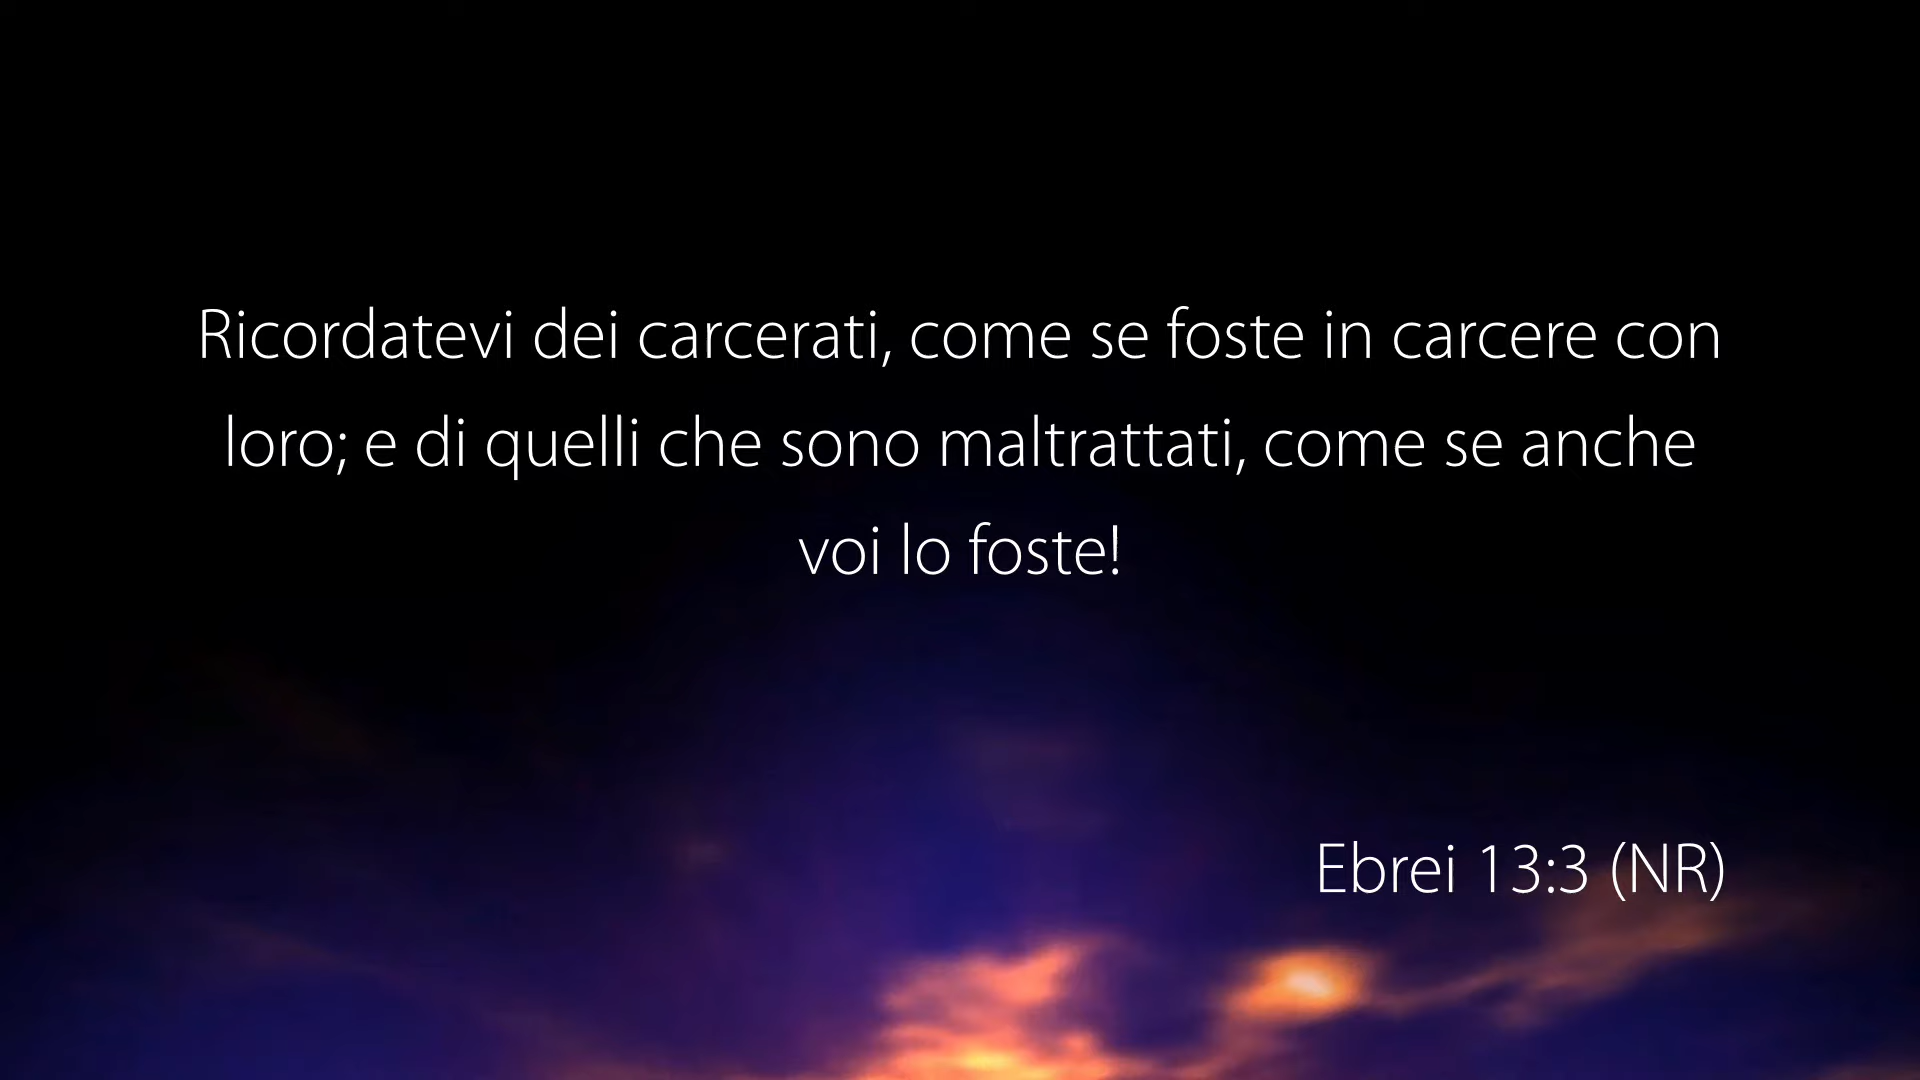 Ricordatevi dei carcerati, come se foste in carcere con
loro; e di quelli che sono maltrattati, come se anche
voi lo foste!
Ebrei 13:3 (NR)